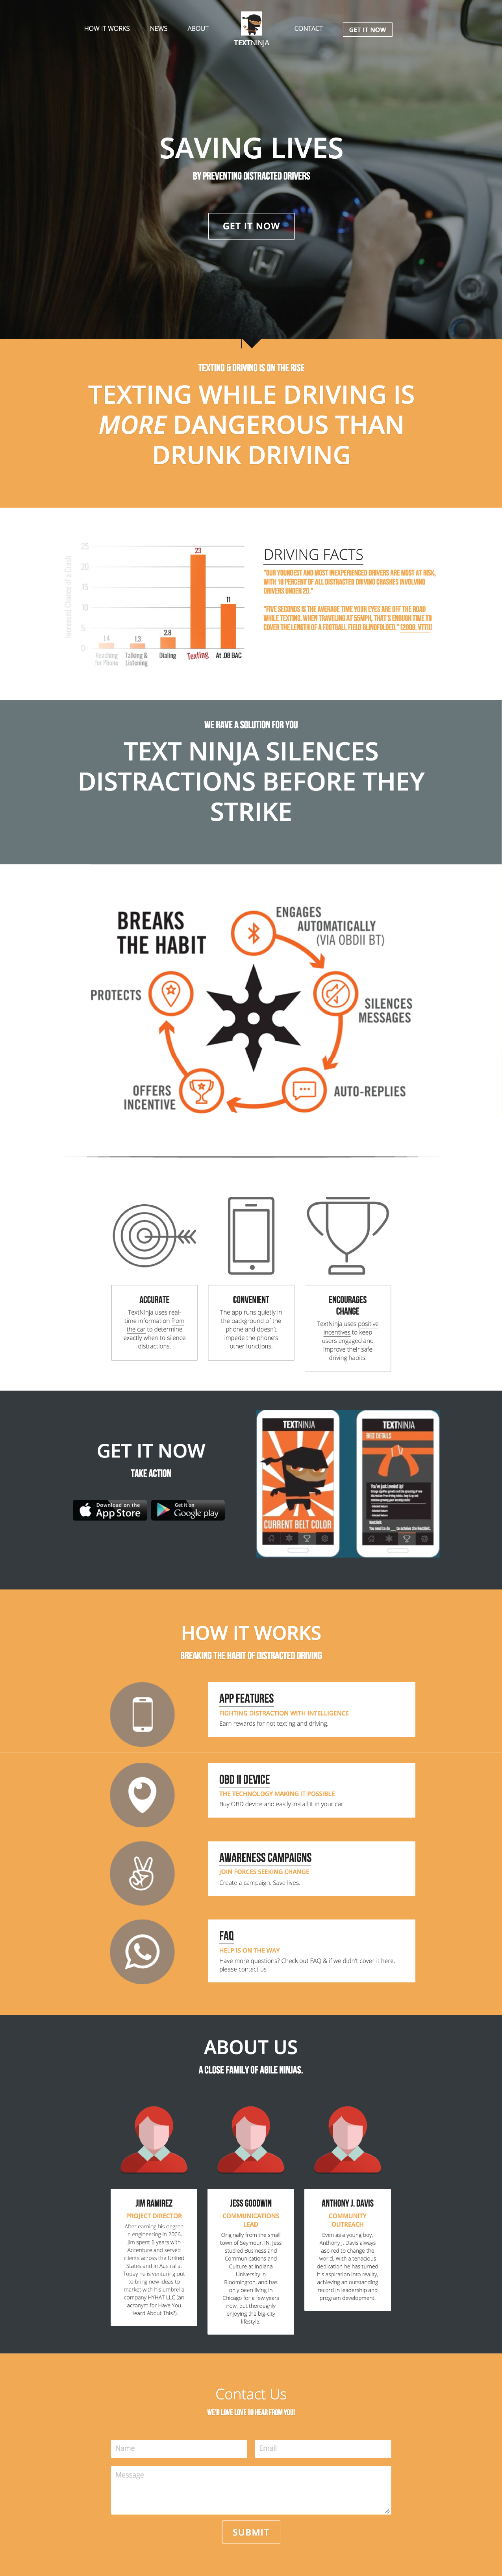 HOW IT WORKS NEWS ABOUT TEXTNINJA CONTACT GET IT NOW
SAVING LIVES
BY PREVENTING DISTRACTED DRIVERS
GET IT NOW
TEXTING & DRIVING IS ON THE RISE
TEXTING WHILE DRIVING IS
MORE DANGEROUS THAN
DRUNK DRIVING
Increased Chance of a Crash
25
20
15
10
5
0
1.4
1.3
2.8
23
11
Reaching
for Phone
Talking &
Listening
Dialing
Texting
At .08 BAC
DRIVING FACTS
"OUR YOUNGEST AND MOST INEXPERIENCED DRIVERS ARE MOST AT RISK,
WITH 16 PERCENT OF ALL DISTRACTED DRIVING CRASHES INVOLVING
DRIVERS UNDER 20."
"FIVE SECONDS IS THE AVERAGE TIME YOUR EYES ARE OFF THE ROAD
WHILE TEXTING. WHEN TRAVELING AT 55MPH, THAT'S ENOUGH TIME TO
COVER THE LENGTH OF A FOOTBALL FIELD BLINDFOLDED." (2009, VTTI)
WE HAVE A SOLUTION FOR YOU
TEXT NINJA SILENCES
DISTRACTIONS BEFORE THEY
STRIKE
BREAKS
THE HABIT
ENGAGES
AUTOMATICALLY
(VIA OBDII BT)
SILENCES
MESSAGES
AUTO-REPLIES
OFFERS
INCENTIVE
PROTECTS
ACCURATE
TextNinja uses real-
time information from
the car to determine
exactly when to silence
distractions.
CONVENIENT
The app runs quietly in
the background of the
phone and doesn't
impede the phone's
other functions.
ENCOURAGES
CHANGE
TextNinja uses positive
incentives to keep
users engaged and
improve their safe
driving habits.
GET IT NOW
TAKE ACTION
Download on the
App Store
Get it on
Google play
TEXTNINJA
CURRENT BELT COLOR
TEXTNINJA
BELT DETAILS
You're just leveled up!
HOW IT WORKS
BREAKING THE HABIT OF DISTRACTED DRIVING
APP FEATURES
FIGHTING DISTRACTION WITH INTELLIGENCE
Earn rewards for not texting and driving.
OBD II DEVICE
THE TECHNOLOGY MAKING IT POSSIBLE
Buy OBD device and easily install it in your car.
AWARENESS CAMPAIGNS
JOIN FORCES SEEKING CHANGE
Create a campaign. Save lives.
FAQ
HELP IS ON THE WAY
Have more questions? Check out FAQ & if we didn't cover it here,
please contact us.
ABOUT US
A CLOSE FAMILY OF AGILE NINJAS.
JIM RAMIREZ
PROJECT DIRECTOR
After earning his degree
in engineering in 2005,
Jim spent 6 years with
Accenture and served
clients across the United
States and in Australia.
Today he is venturing out
to bring new ideas to
market with his umbrella
company HYHAT LLC (an
acronym for Have You
Heard About This?).
JESS GOODWIN
COMMUNICATIONS
LEAD
Originally from the small
town of Seymour, IN, Jess
studied Business and
Communications and
Culture at Indiana
University in
Bloomington, and has
only been living in
Chicago for a few years
now, but thoroughly
enjoying the big-city
lifestyle.
ANTHONY J. DAVIS
COMMUNITY
OUTREACH
Even as a young boy,
Anthony J. Davis always
aspired to change the
world. With a tenacious
dedication he has turned
his aspiration into reality,
achieving an outstanding
record in leadership and
program development.
Contact Us
WE'D LOVE LOVE TO HEAR FROM YOU!
Name
Email
Message
SUBMIT